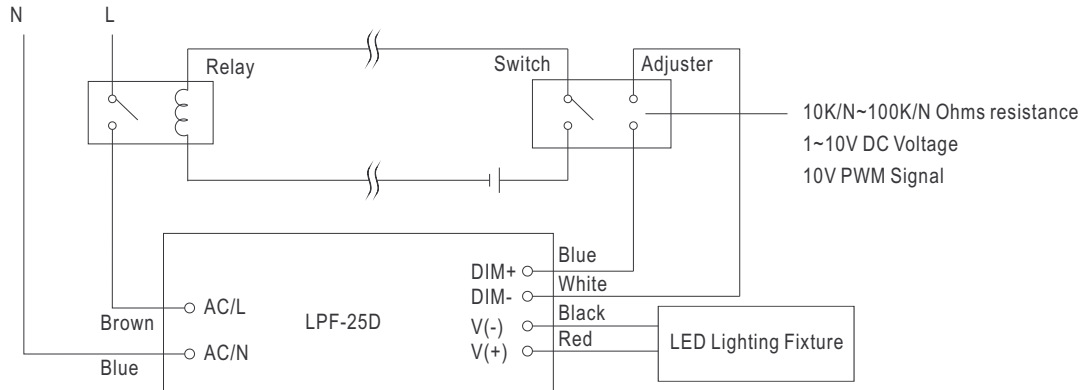 N L
Relay
Switch Adjuster
10K/N~100K/N Ohms resistance
1~10V DC Voltage
10V PWM Signal
Blue
DIM+
White
DIM-
Black
V(-)
Red
V(+)
AC/L
Brown
AC/N
Blue
LPF-25D
LED Lighting Fixture